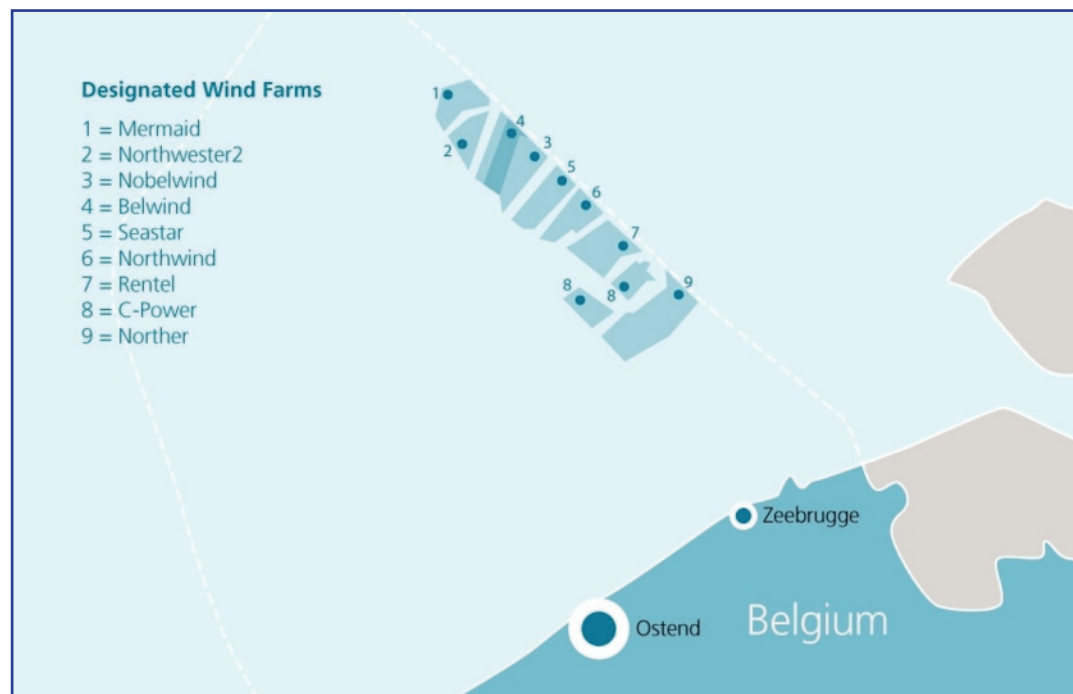 Designated Wind Farms
1 = Mermaid
2 = Northwester2
3 = Nobelwind
4 = Belwind
5 = Seastar
6 = Northwind
7 = Rentel
8 = C-Power
9 = Norther
1
4
2
3
5
6
7
8
8
9
Zeebrugge
Ostend
Belgium